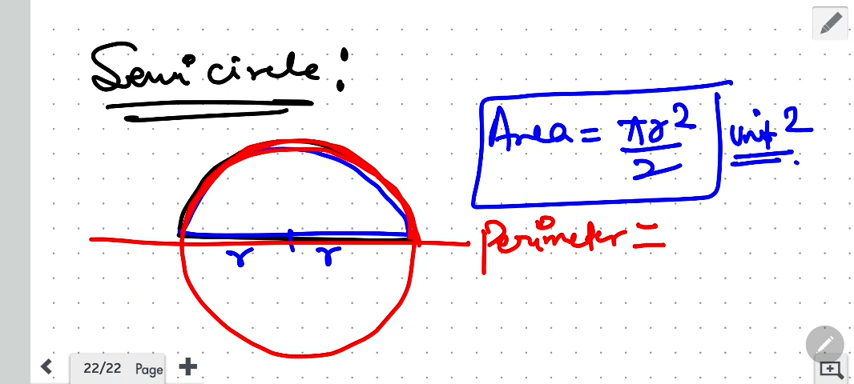 Semi circle :
Area = πr²/2 unit²
r r
Perimeter =
22/22 Page